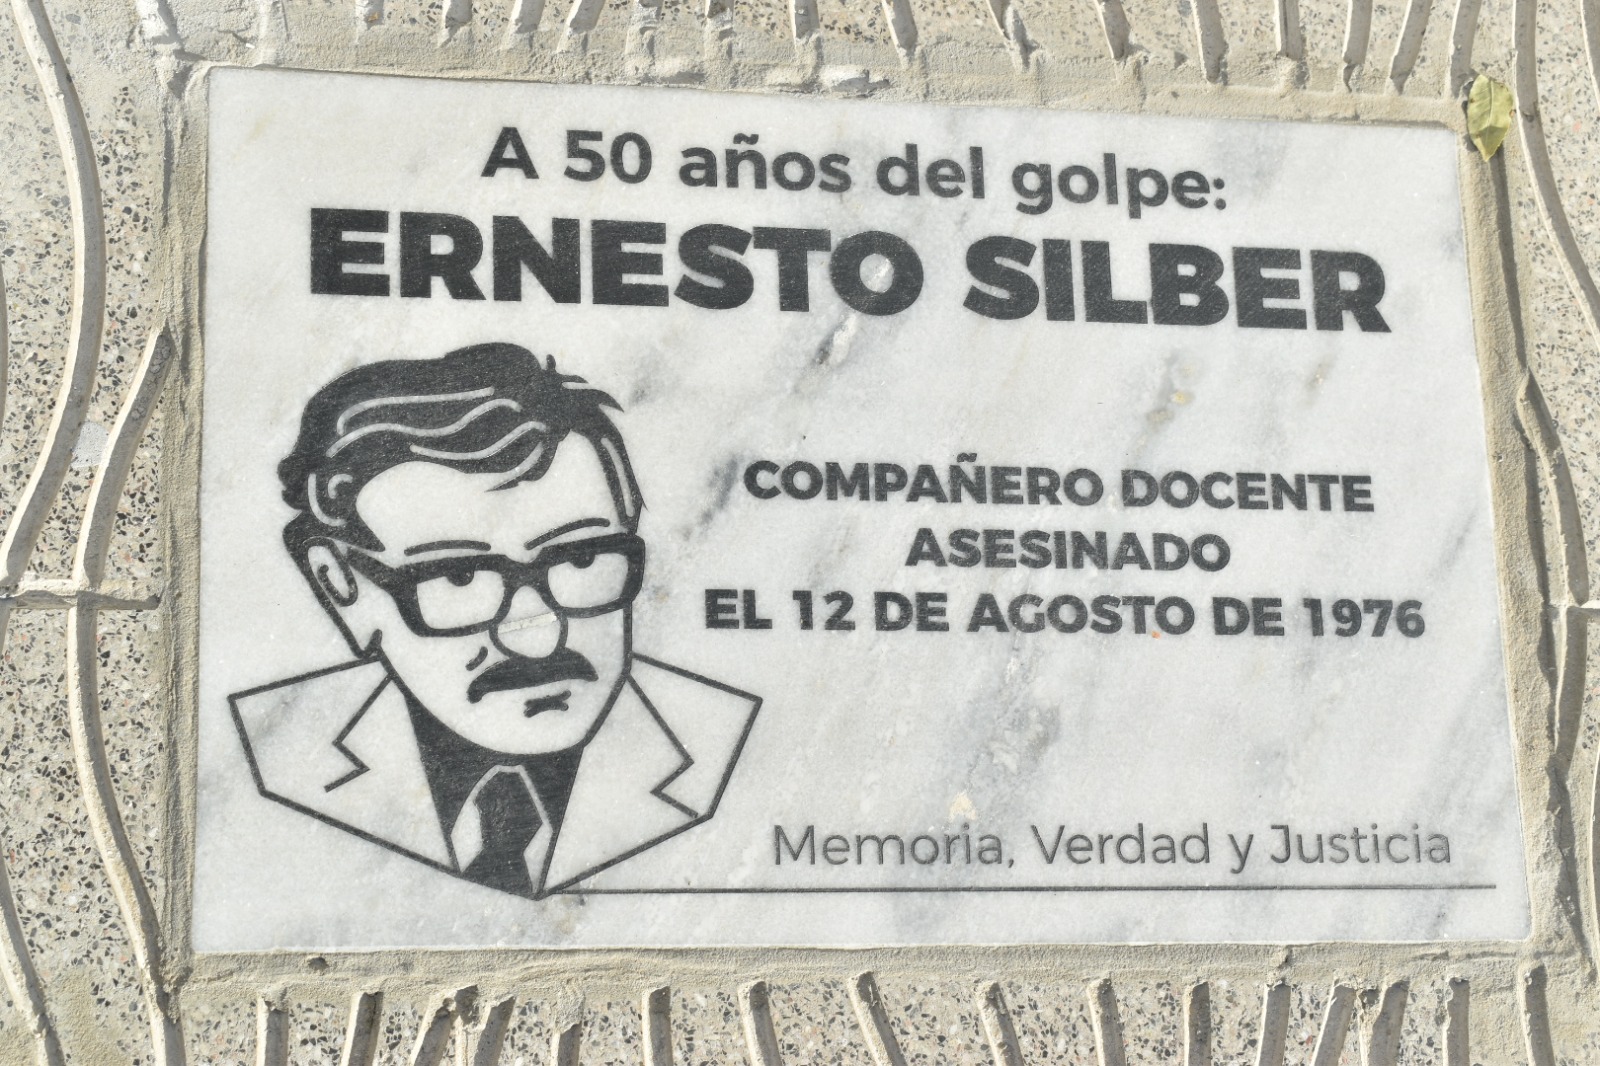 A 50 años del golpe:
ERNESTO SILBER
COMPAÑERO DOCENTE
ASESINADO
EL 12 DE AGOSTO DE 1976
Memoria, Verdad y Justicia